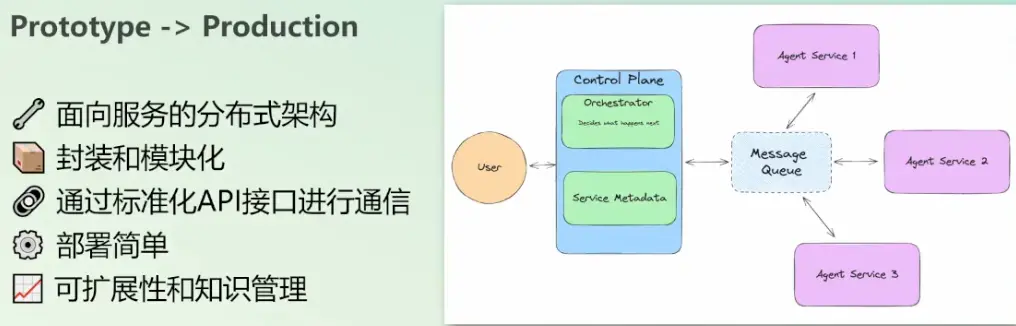 Prototype -> Production
面向服务的分布式架构
封装和模块化
通过标准化API接口进行通信
部署简单
可扩展性和知识管理
User
Control Plane
Orchestrator
Decides what happens next
Service Metadata
Message
Queue
Agent Service 1
Agent Service 2
Agent Service 3